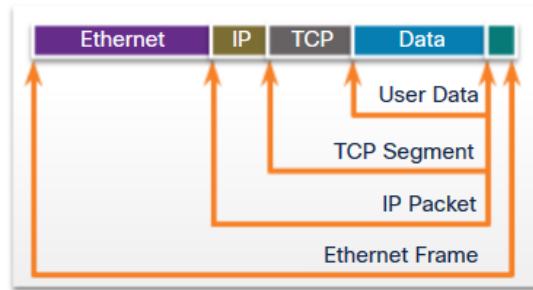 Ethernet IP TCP Data
User Data
TCP Segment
IP Packet
Ethernet Frame